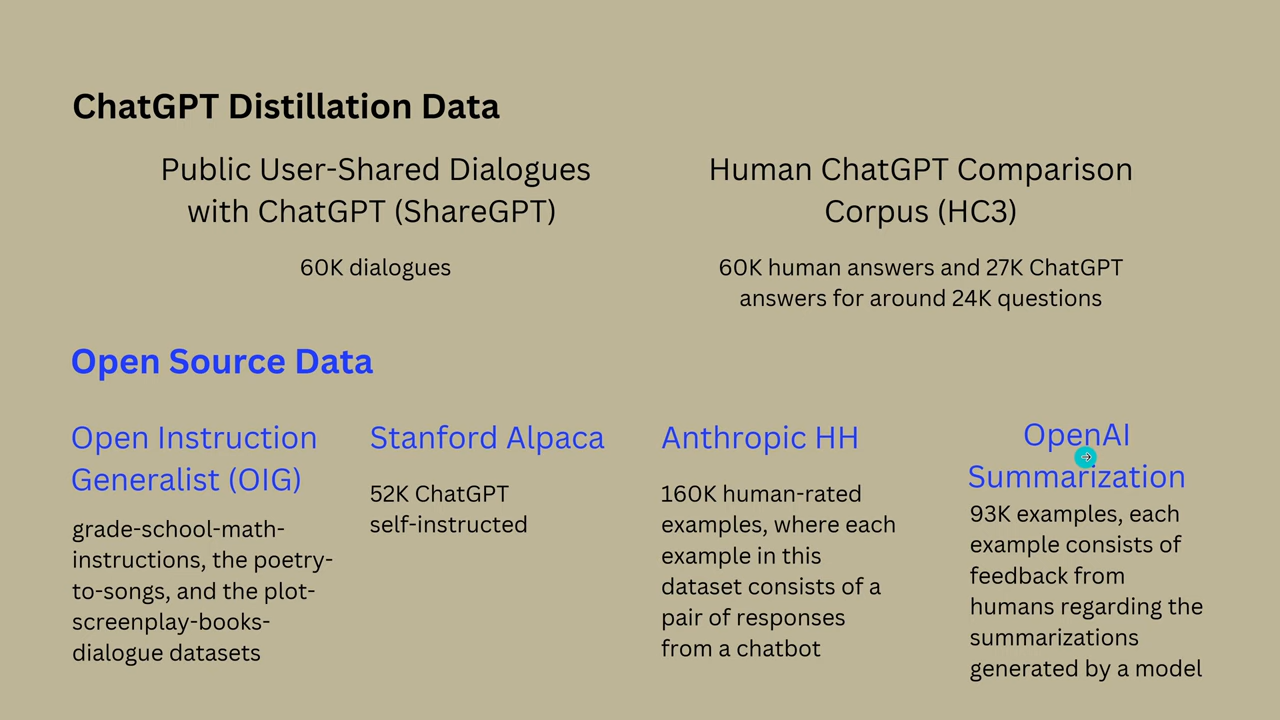 ChatGPT Distillation Data
Public User-Shared Dialogues
with ChatGPT (ShareGPT)
60K dialogues
Human ChatGPT Comparison
Corpus (HC3)
60K human answers and 27K ChatGPT
answers for around 24K questions
Open Source Data
Open Instruction
Generalist (OIG)
grade-school-math-
instructions, the poetry-
to-songs, and the plot-
screenplay-books-
dialogue datasets
Stanford Alpaca
52K ChatGPT
self-instructed
Anthropic HH
160K human-rated
examples, where each
example in this
dataset consists of a
pair of responses
from a chatbot
OpenAI
Summarization
93K examples, each
example consists of
feedback from
humans regarding the
summarizations
generated by a model